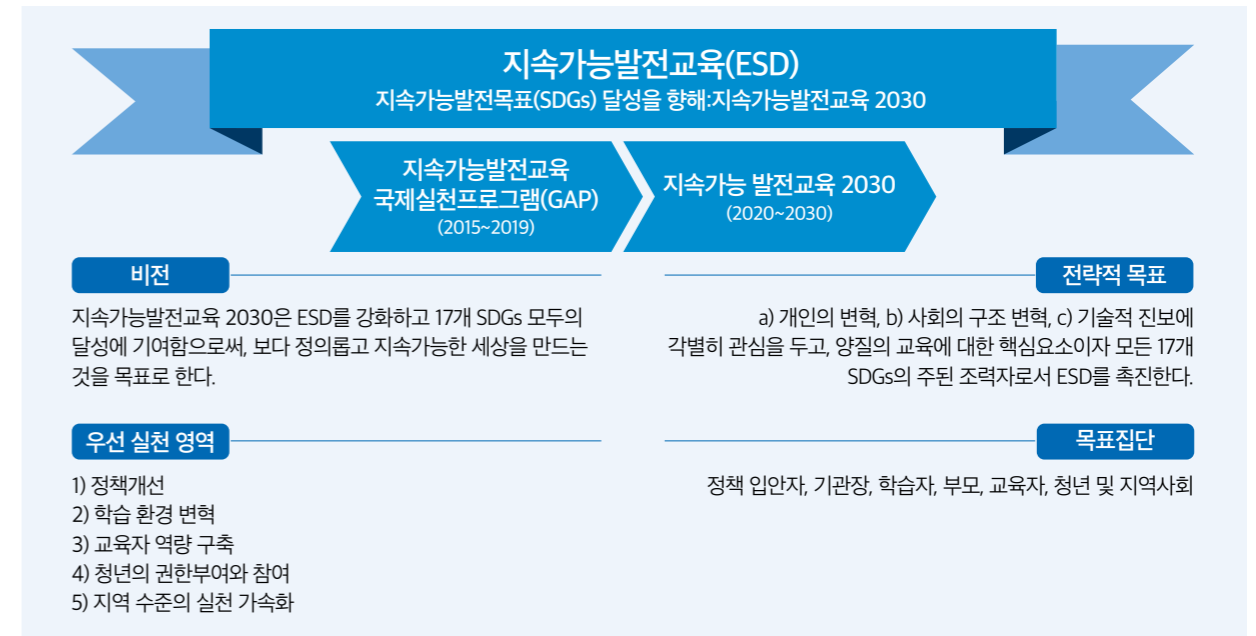 지속가능발전교육(ESD)
지속가능발전목표(SDGs) 달성을 향해:지속가능발전교육 2030
지속가능발전교육
국제실천프로그램(GAP)
(2015~2019)
지속가능 발전교육 2030
(2020~2030)
비전
지속가능발전교육 2030은 ESD를 강화하고 17개 SDGs 모두의
달성에 기여함으로써, 보다 정의롭고 지속가능한 세상을 만드는
것을 목표로 한다.
전략적 목표
a) 개인의 변혁, b) 사회의 구조 변혁, c) 기술적 진보에
각별히 관심을 두고, 양질의 교육에 대한 핵심요소이자 모든 17개
SDGs의 주된 조력자로서 ESD를 촉진한다.
우선 실천 영역
1) 정책개선
2) 학습 환경 변혁
3) 교육자 역량 구축
4) 청년의 권한부여와 참여
5) 지역 수준의 실천 가속화
목표집단
정책 입안자, 기관장, 학습자, 부모, 교육자, 청년 및 지역사회